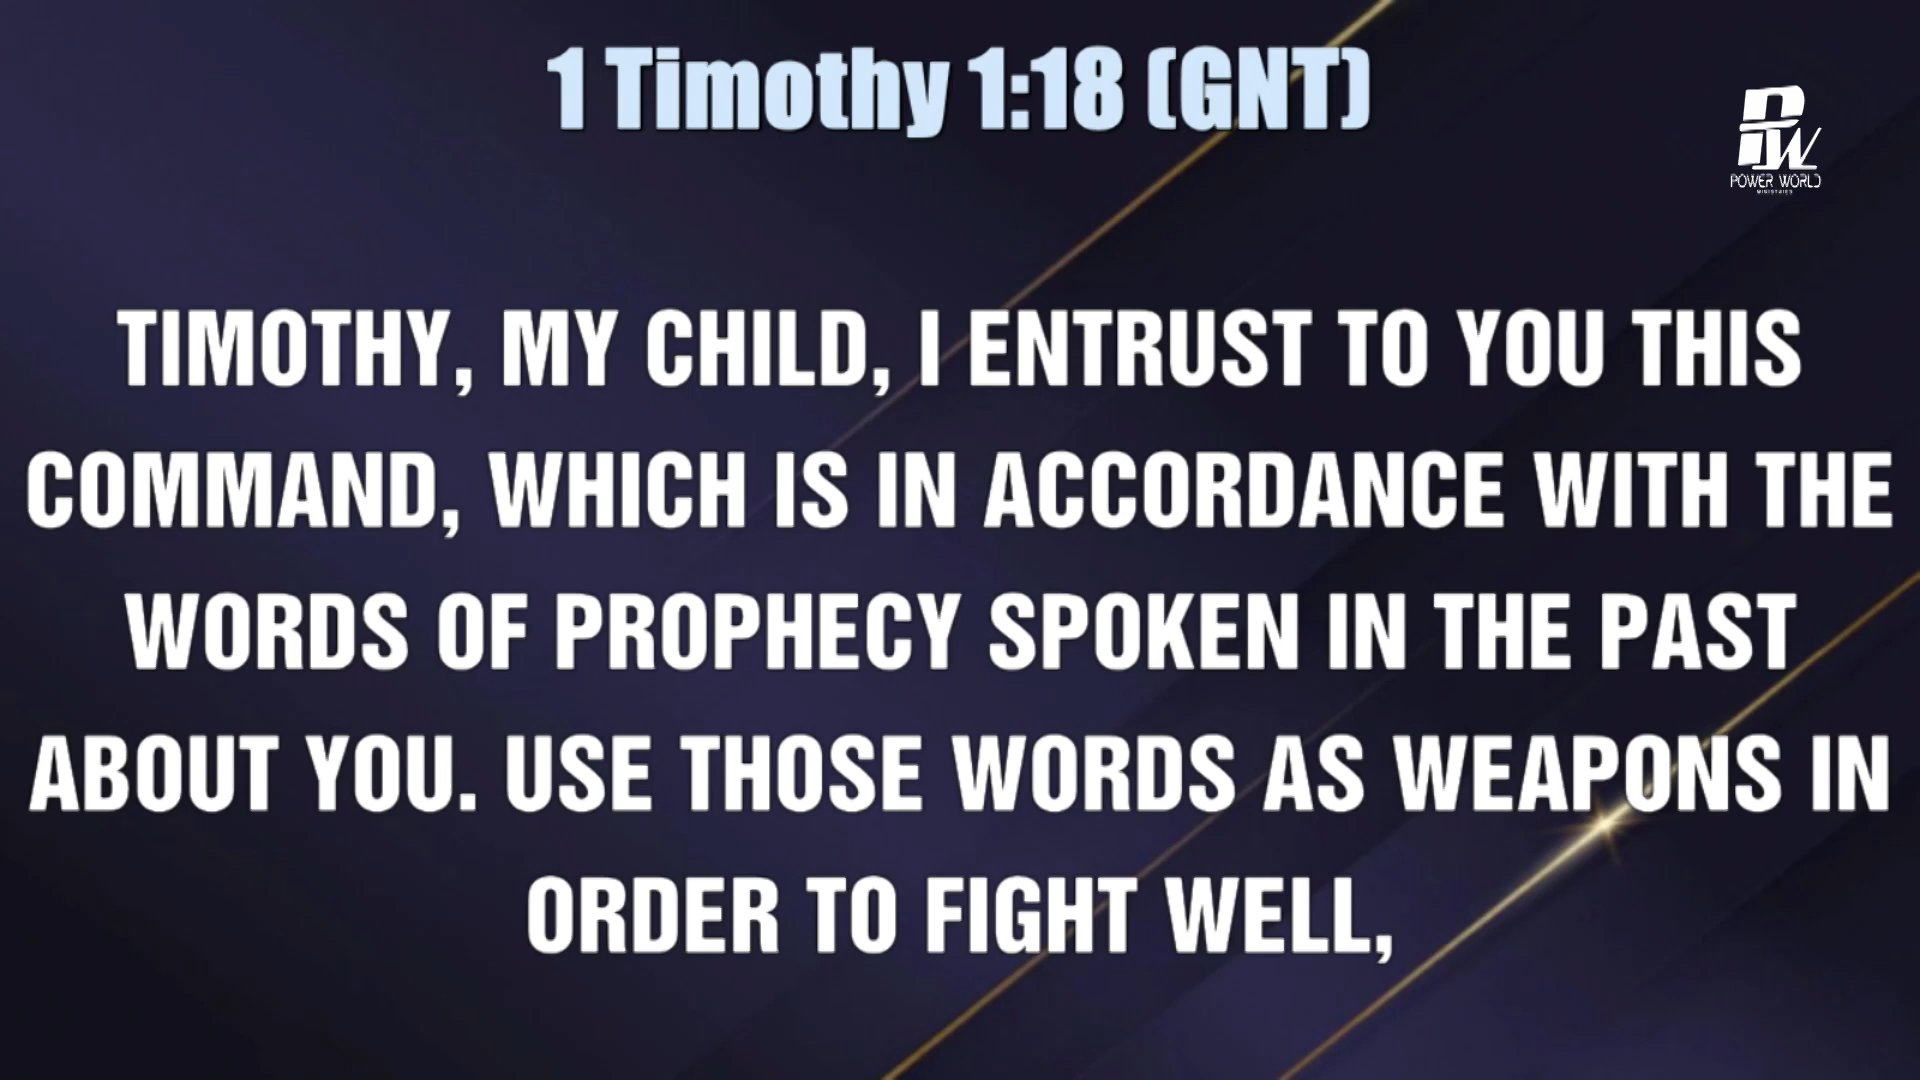 1 Timothy 1:18 (GNT)
PW
POWER WORLD
MINISTRIES
TIMOTHY, MY CHILD, I ENTRUST TO YOU THIS
COMMAND, WHICH IS IN ACCORDANCE WITH THE
WORDS OF PROPHECY SPOKEN IN THE PAST
ABOUT YOU. USE THOSE WORDS AS WEAPONS IN
ORDER TO FIGHT WELL,